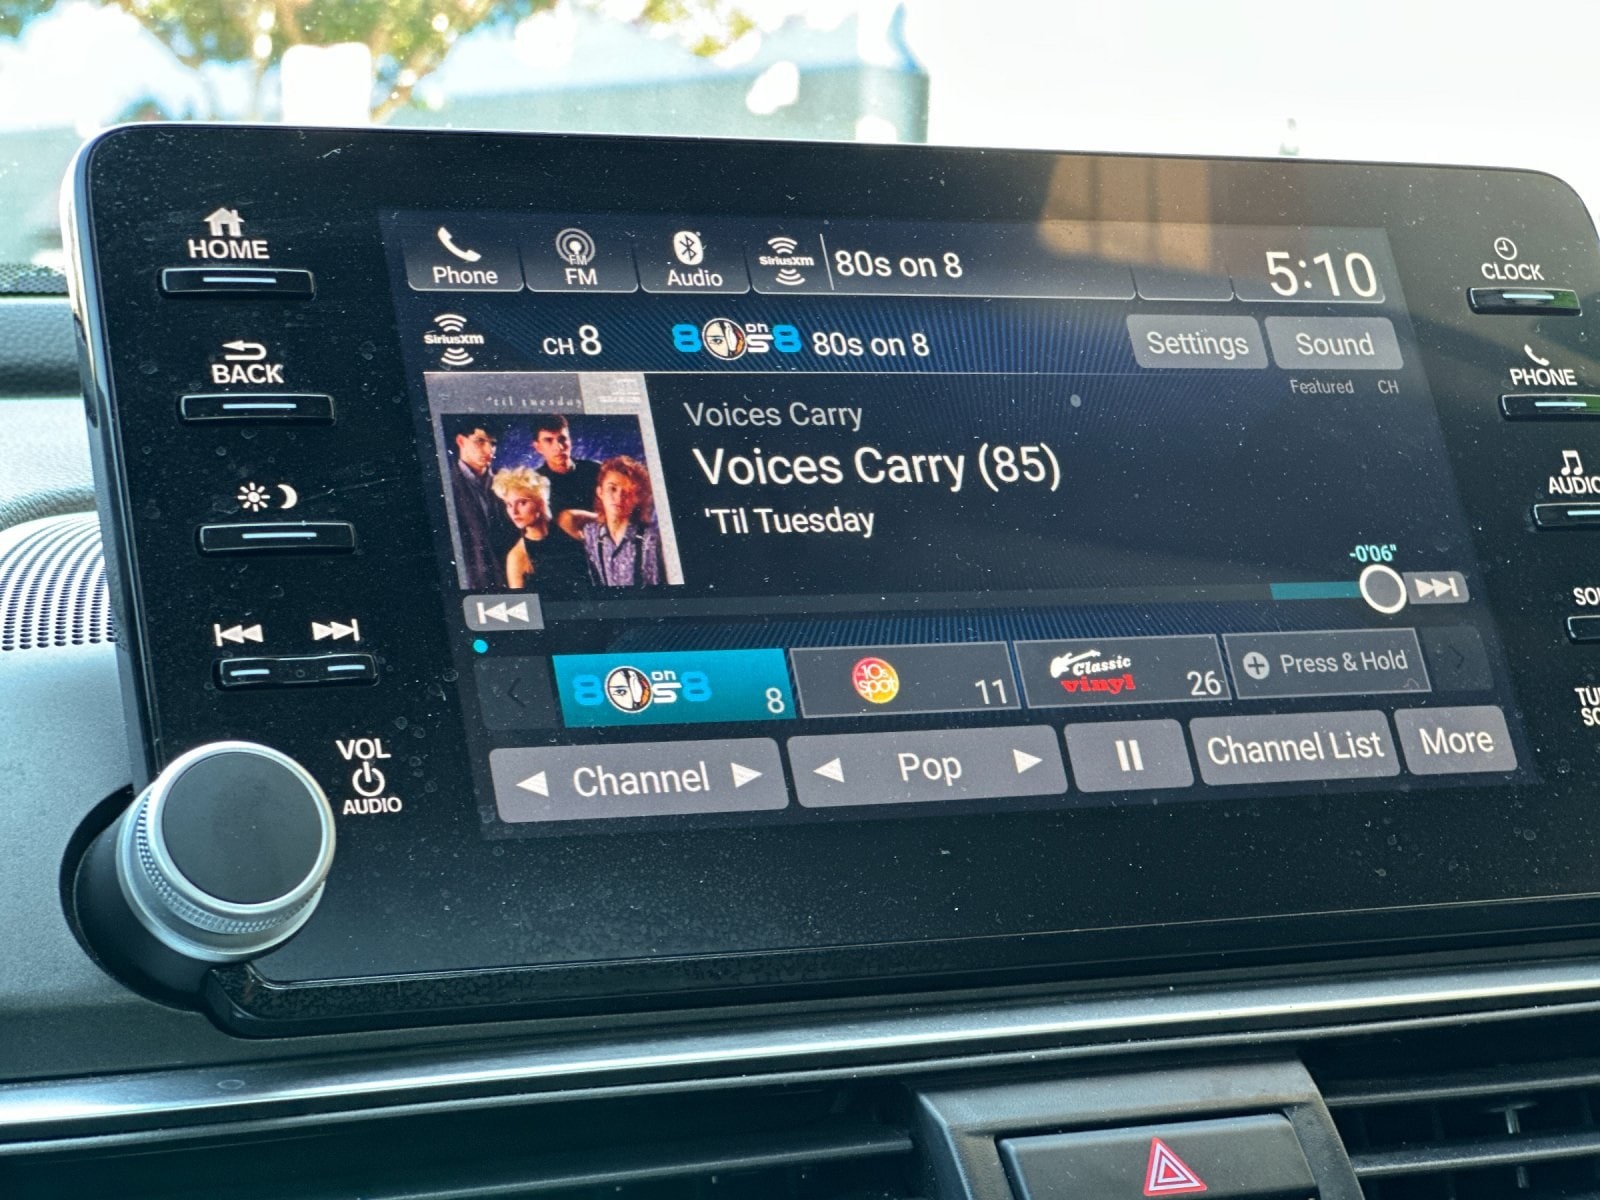 HOME
BACK
VOL
AUDIO
Phone
FM
FM
Audio
SiriusXM
80s on 8
5:10
SiriusXM
CH 8
80s on 8
80s on 8
Settings
Sound
Featured CH
'til tuesday
Voices Carry
Voices Carry (85)
'Til Tuesday
-0'06"
80s on 8
8
10s spot
11
Classic
vinyl
26
Press & Hold
Channel
Pop
Channel List
More
CLOCK
PHONE
AUDIO